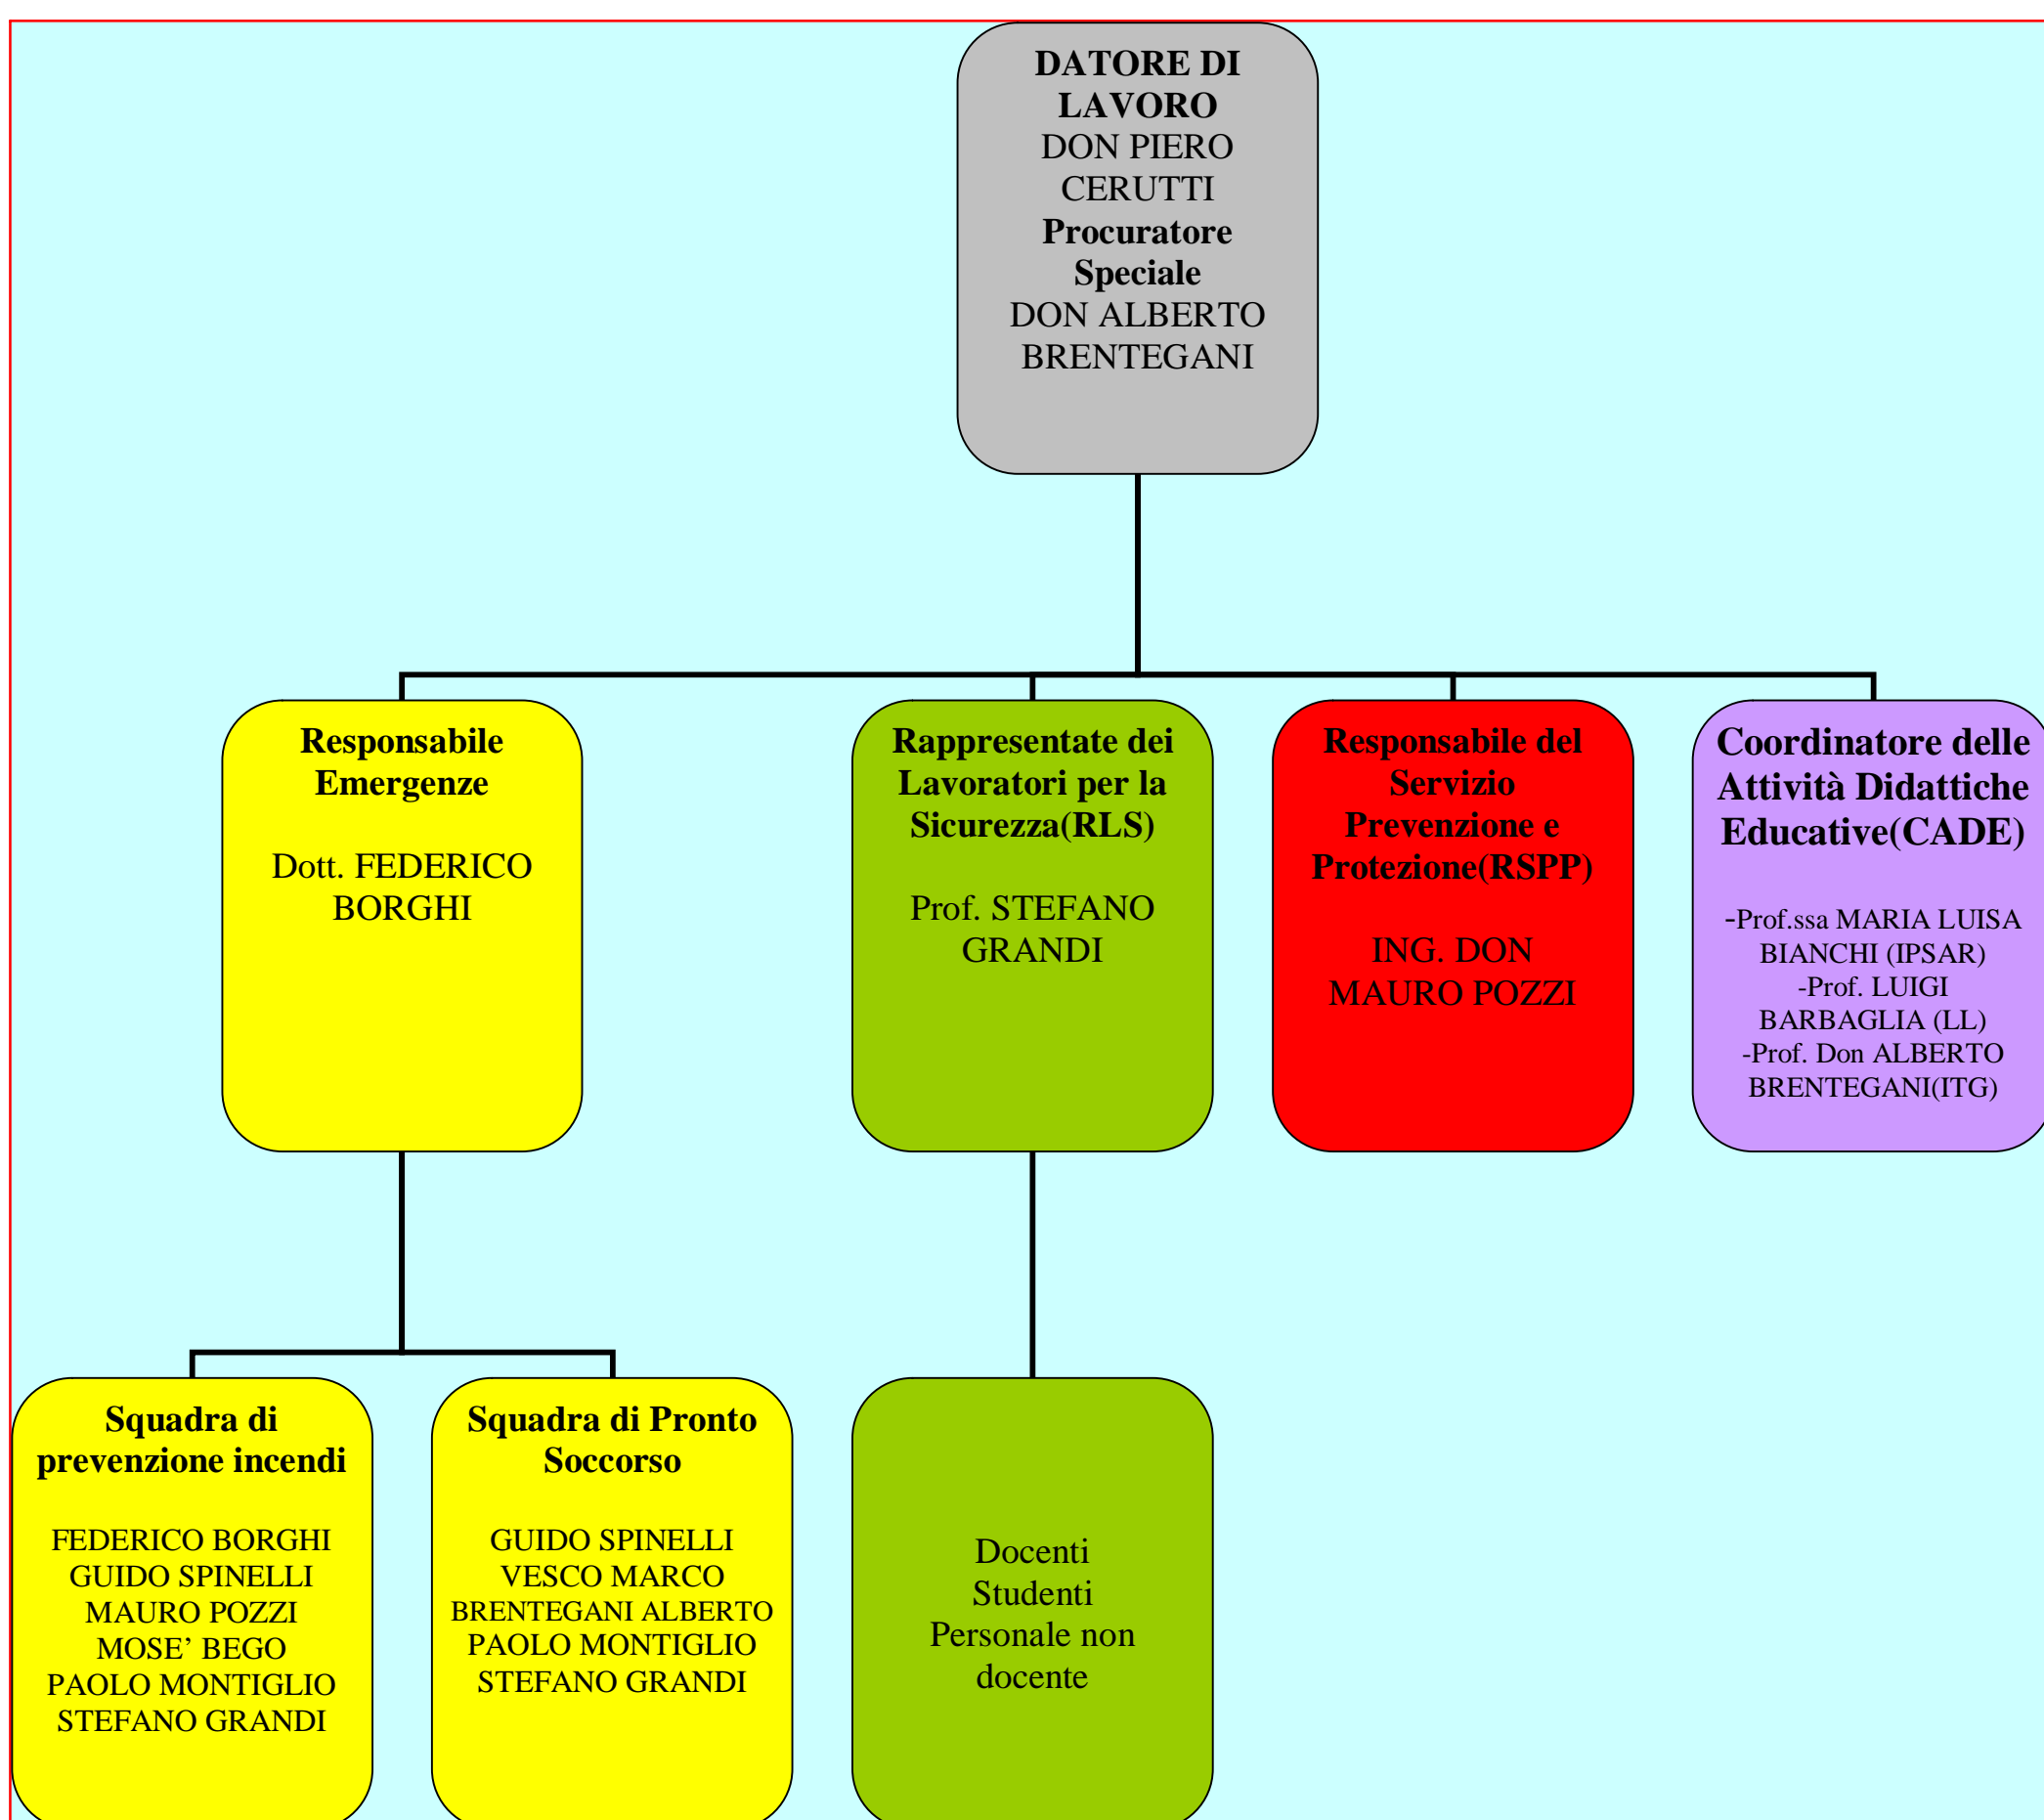 DATORE DI
LAVORO
DON PIERO
CERUTTI
Procuratore
Speciale
DON ALBERTO
BRENTEGANI
Responsabile
Emergenze
Dott. FEDERICO
BORGHI
Rappresentate dei
Lavoratori per la
Sicurezza(RLS)
Prof. STEFANO
GRANDI
Responsabile del
Servizio
Prevenzione e
Protezione(RSPP)
ING. DON
MAURO POZZI
Coordinatore delle
Attività Didattiche
Educative(CADE)
-Prof.ssa MARIA LUISA
BIANCHI (IPSAR)
-Prof. LUIGI
BARBAGLIA (LL)
-Prof. Don ALBERTO
BRENTEGANI(ITG)
Squadra di
prevenzione incendi
FEDERICO BORGHI
GUIDO SPINELLI
MAURO POZZI
MOSE’ BEGO
PAOLO MONTIGLIO
STEFANO GRANDI
Squadra di Pronto
Soccorso
GUIDO SPINELLI
VESCO MARCO
BRENTEGANI ALBERTO
PAOLO MONTIGLIO
STEFANO GRANDI
Docenti
Studenti
Personale non
docente